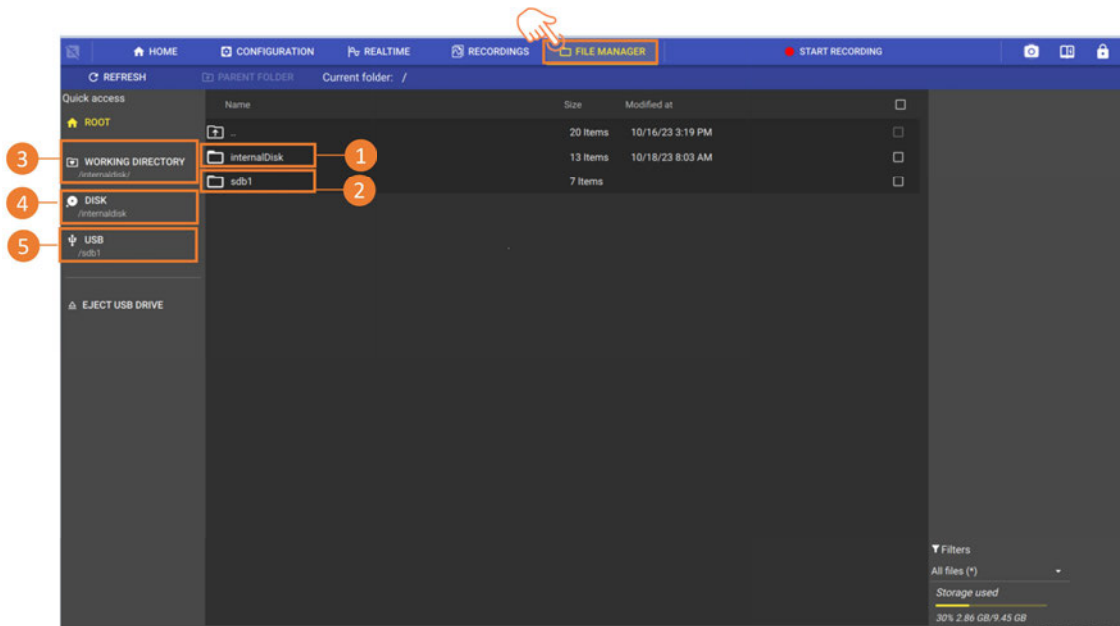 HOME CONFIGURATION REALTIME RECORDINGS FILE MANAGER START RECORDING
REFRESH PARENT FOLDER Current folder: /
Quick access
ROOT
WORKING DIRECTORY
/internaldisk/
DISK
/internaldisk
USB
/sdb1
EJECT USB DRIVE
3
4
5
Name Size Modified at
.. 20 Items 10/16/23 3:19 PM
internalDisk 13 Items 10/18/23 8:03 AM
sdb1 7 Items
1
2
Filters
All files (*)
Storage used
30% 2.86 GB/9.45 GB